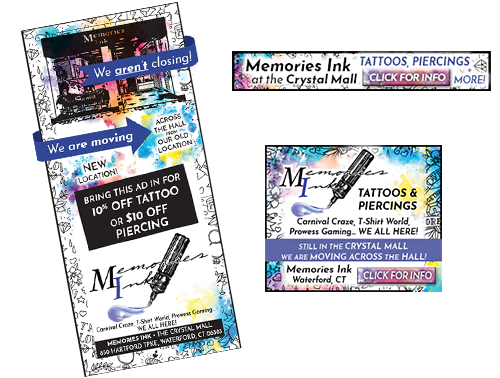 Memories
Ink
We aren't closing!
We are moving
ACROSS
THE HALL
FROM
OUR OLD
LOCATION!
NEW
LOCATION!
BRING THIS AD IN FOR
10% OFF TATTOO
OR $10 OFF
PIERCING
Memories
Ink
Carnival Craze, T-Shirt World, Prowess Gaming...
WE ALL HERE!
MEMORIES INK • THE CRYSTAL MALL
850 HARTFORD TPKE, WATERFORD, CT 06385
Memories Ink
at the Crystal Mall
TATTOOS, PIERCINGS
CLICK FOR INFO
MORE!
Memories
Ink
TATTOOS &
PIERCINGS
Carnival Craze, T-Shirt World,
Prowess Gaming... WE ALL HERE!
STILL IN THE CRYSTAL MALL
WE ARE MOVING ACROSS THE HALL!
Memories Ink
Waterford, CT
CLICK FOR INFO